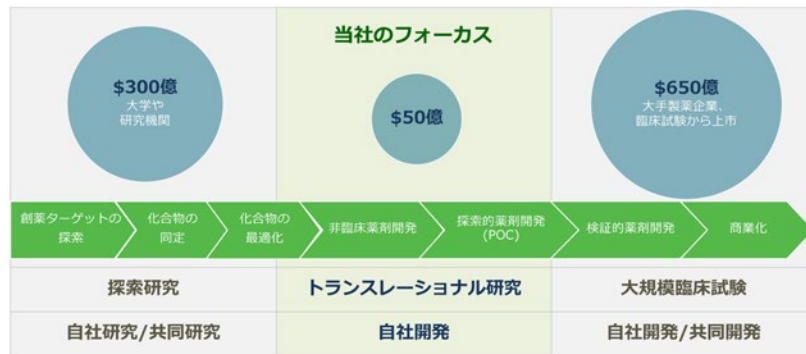 当社のフォーカス
$300億
大学や
研究機関
$50億
$650億
大手製薬企業、
臨床試験から上市
創薬ターゲットの
探索
化合物の
同定
化合物の
最適化
非臨床薬剤開発
探索的薬剤開発
(POC)
検証的薬剤開発
商業化
探索研究
トランスレーショナル研究
大規模臨床試験
自社研究/共同研究
自社開発
自社開発/共同開発